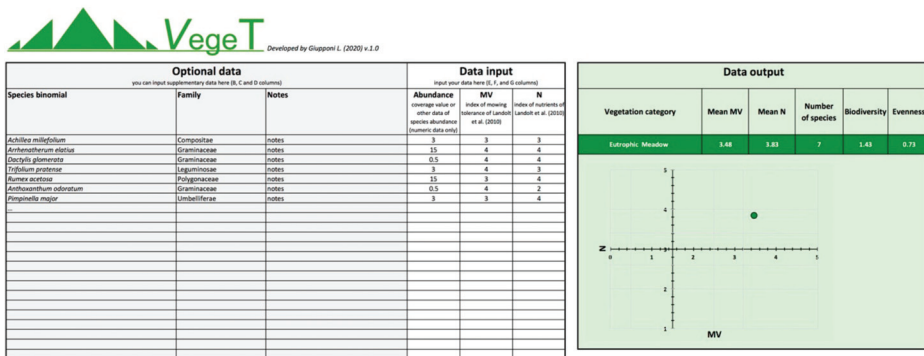 VegeT Developed by Giupponi L. (2020) v.1.0
Optional data
you can input supplementary data here (B, C and D columns)
Data input
input your data here (E, F, and G columns)
Species binomial Family Notes
Abundance
coverage value or
other data of
species abundance
(numeric data only)
MV
index of mowing
tolerance of Landolt
et al. (2010)
N
index of nutrients of
Landolt et al. (2010)
Achillea millefolium Compositae notes 3 3 3
Arrhenatherum elatius Graminaceae notes 15 4 4
Dactylis glomerata Graminaceae notes 0.5 4 4
Trifolium pratense Leguminosae notes 3 4 3
Rumex acetosa Polygonaceae notes 15 3 4
Anthoxanthum odoratum Graminaceae notes 0.5 4 2
Pimpinella major Umbelliferae notes 3 3 4
...
Data output
Vegetation category Mean MV Mean N Number of species Biodiversity Evenness
Eutrophic Meadow 3.48 3.83 7 1.43 0.73
5
4
N
0 1 2 3 4 5
2
1
MV